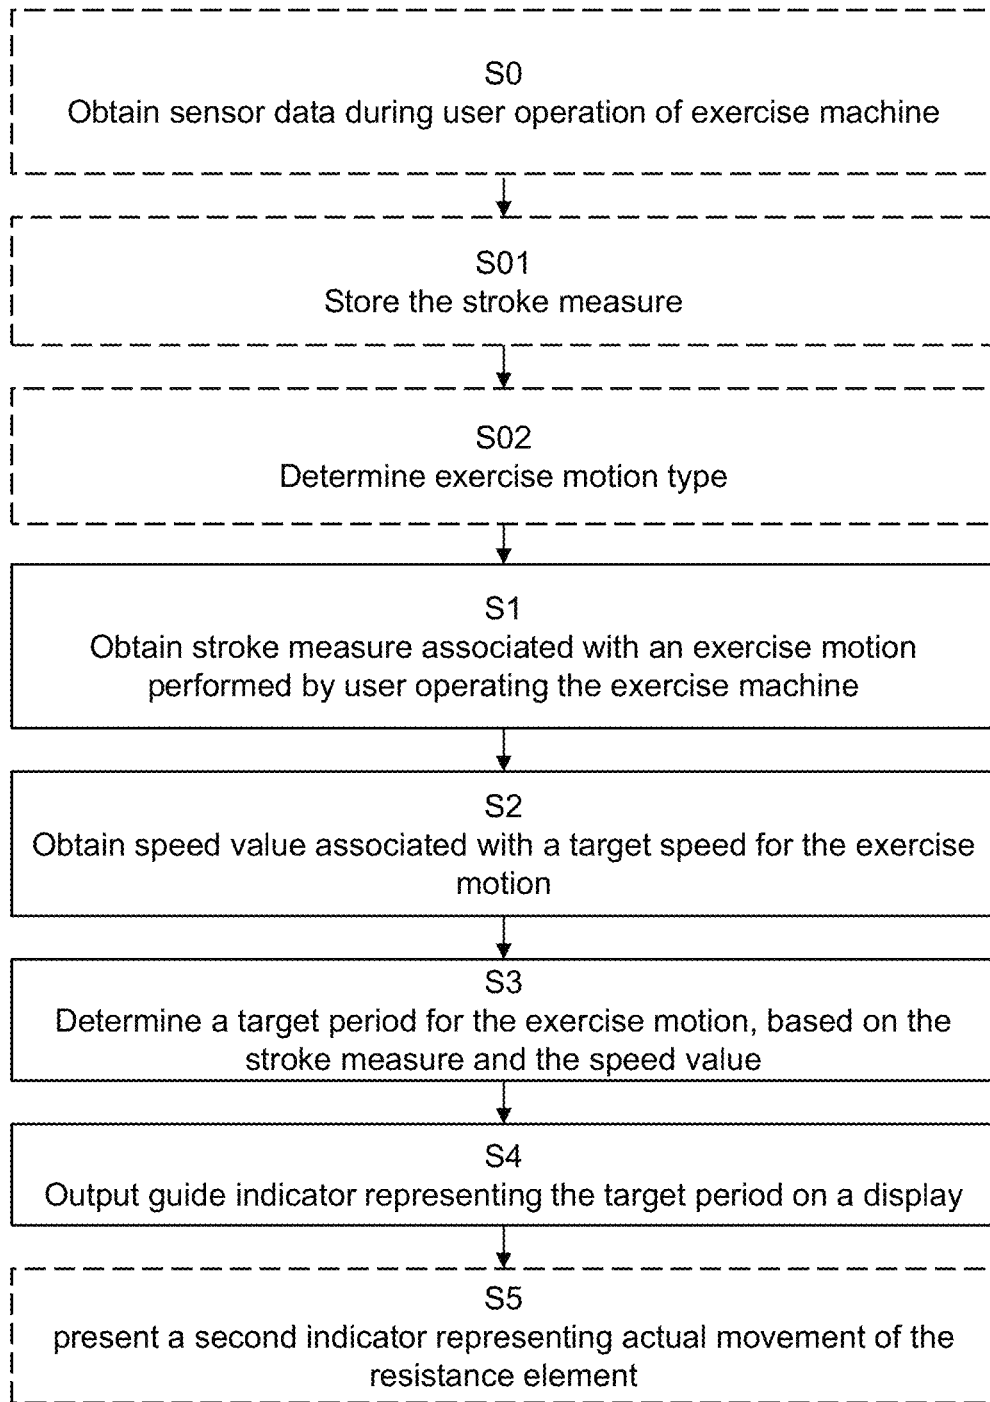 S0
Obtain sensor data during user operation of exercise machine
S01
Store the stroke measure
S02
Determine exercise motion type
S1
Obtain stroke measure associated with an exercise motion
performed by user operating the exercise machine
S2
Obtain speed value associated with a target speed for the exercise
motion
S3
Determine a target period for the exercise motion, based on the
stroke measure and the speed value
S4
Output guide indicator representing the target period on a display
S5
present a second indicator representing actual movement of the
resistance element